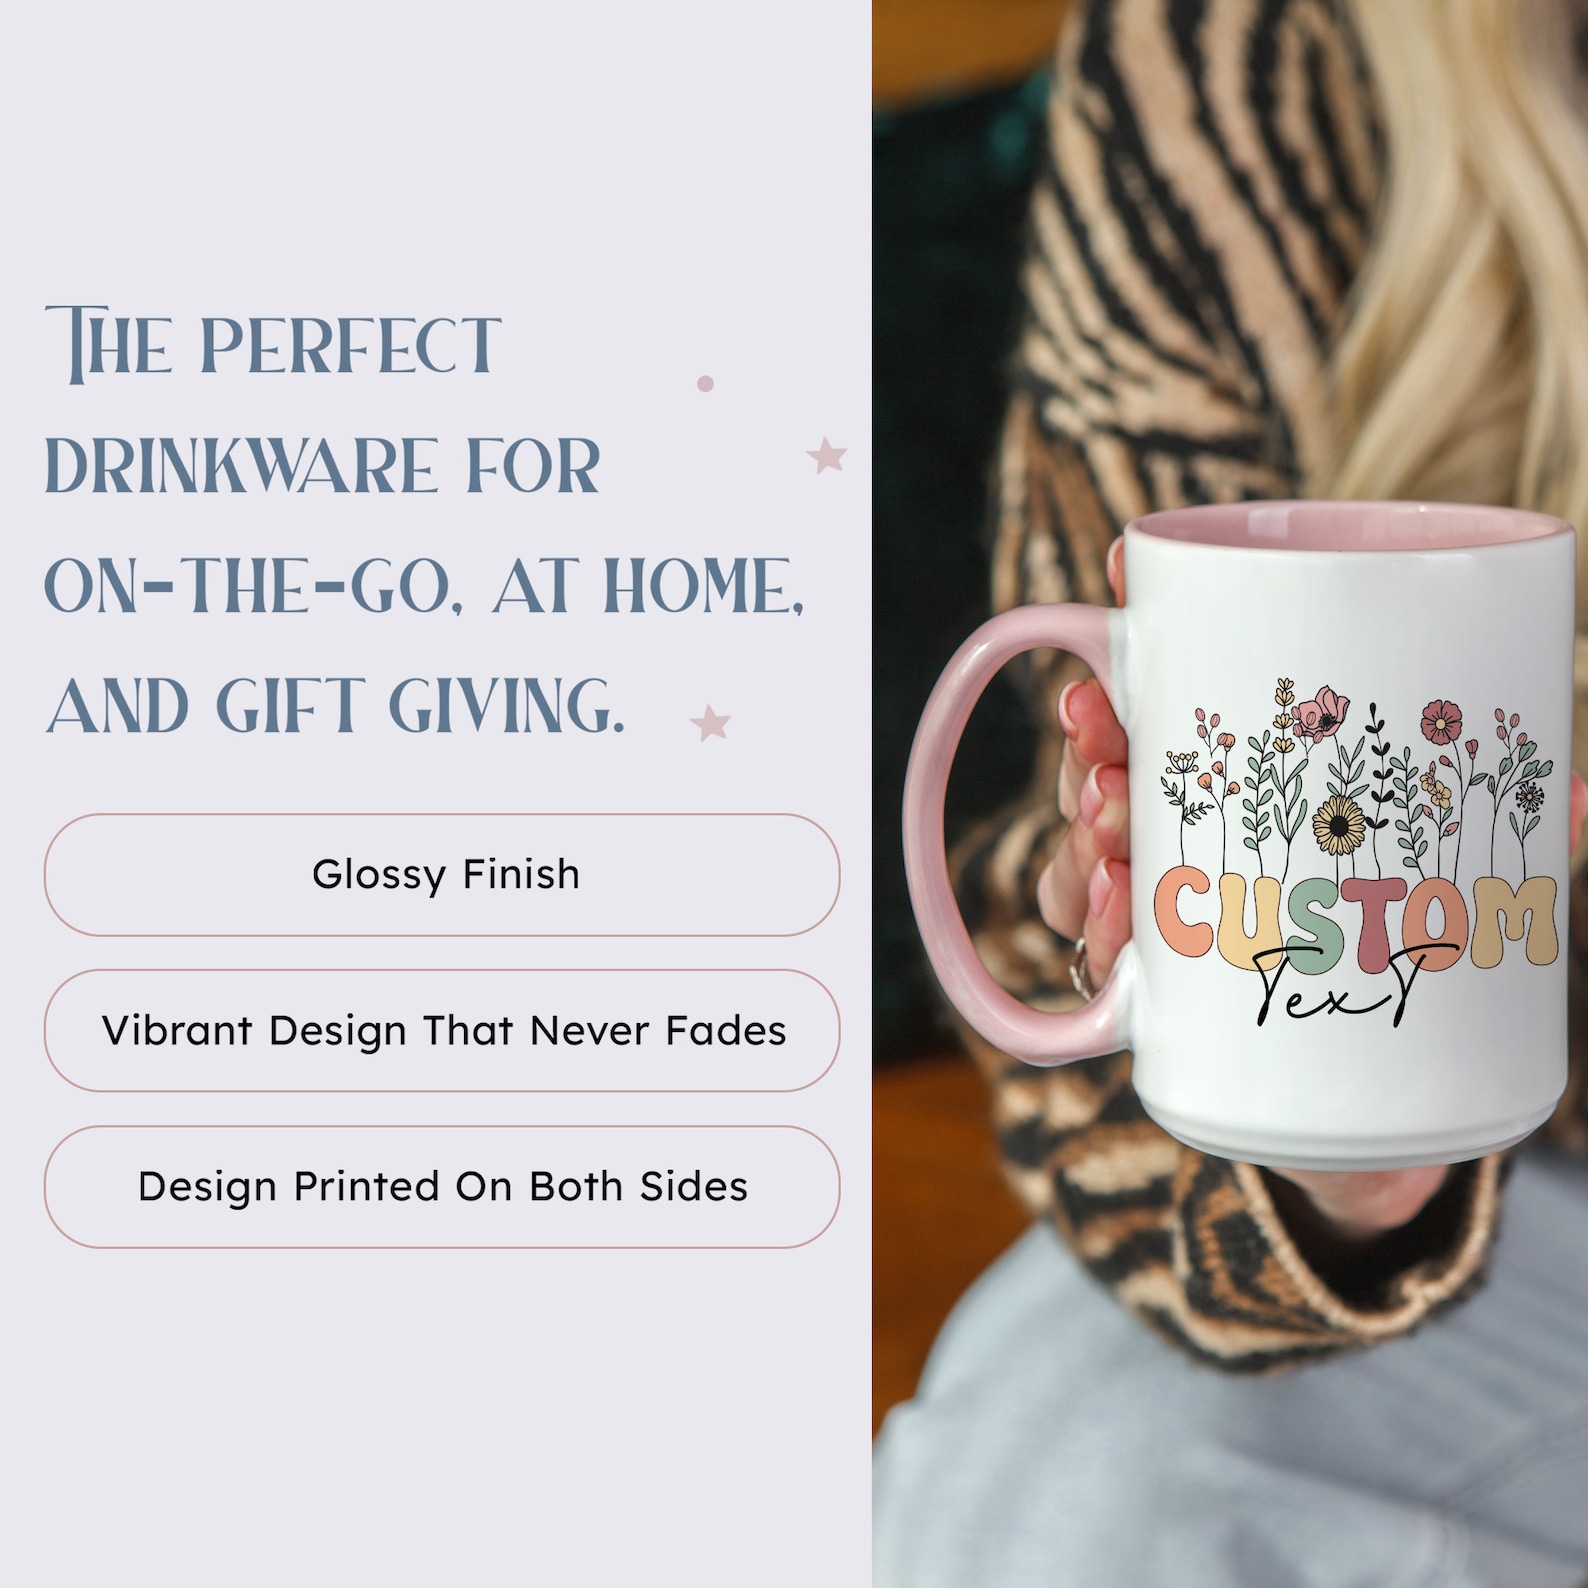 The perfect
drinkware for
on-the-go, at home,
and gift giving.
Glossy Finish
Vibrant Design That Never Fades
Design Printed On Both Sides
CUSTOM
TexT